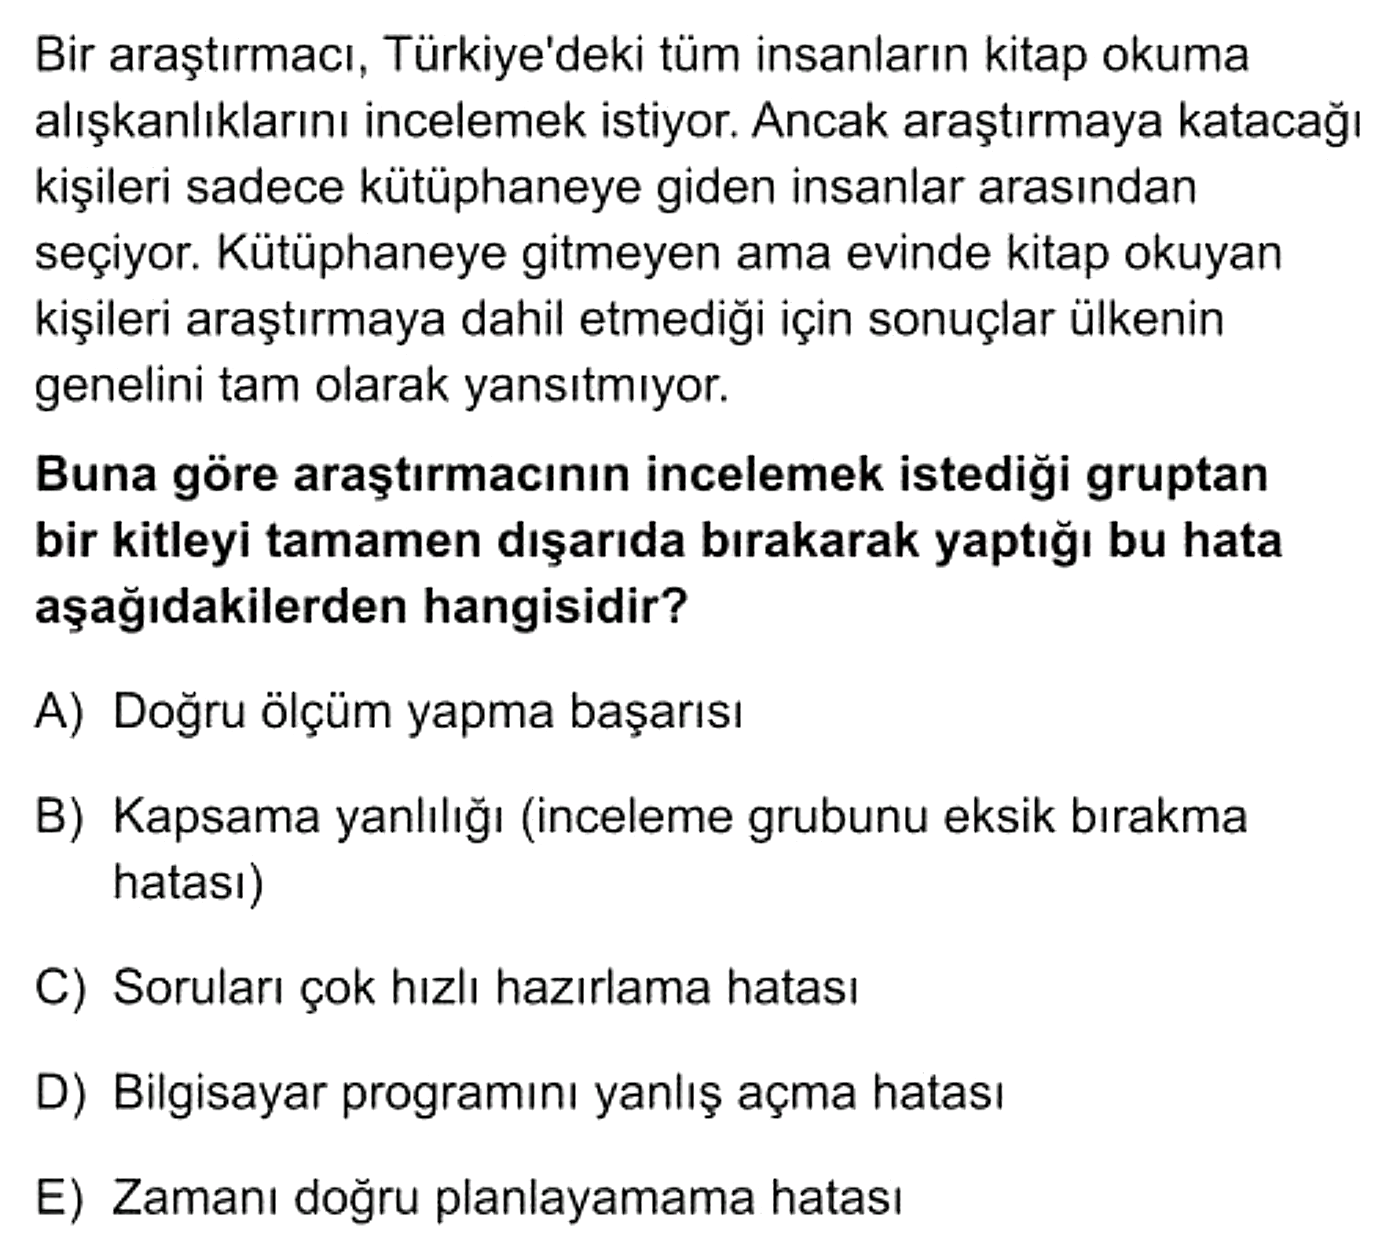 Bir araştırmacı, Türkiye'deki tüm insanların kitap okuma
alışkanlıklarını incelemek istiyor. Ancak araştırmaya katacağı
kişileri sadece kütüphaneye giden insanlar arasından
seçiyor. Kütüphaneye gitmeyen ama evinde kitap okuyan
kişileri araştırmaya dahil etmediği için sonuçlar ülkenin
genelini tam olarak yansıtmıyor.
Buna göre araştırmacının incelemek istediği gruptan
bir kitleyi tamamen dışarıda bırakarak yaptığı bu hata
aşağıdakilerden hangisidir?
A) Doğru ölçüm yapma başarısı
B) Kapsama yanlılığı (inceleme grubunu eksik bırakma
hatası)
C) Soruları çok hızlı hazırlama hatası
D) Bilgisayar programını yanlış açma hatası
E) Zamanı doğru planlayamama hatası